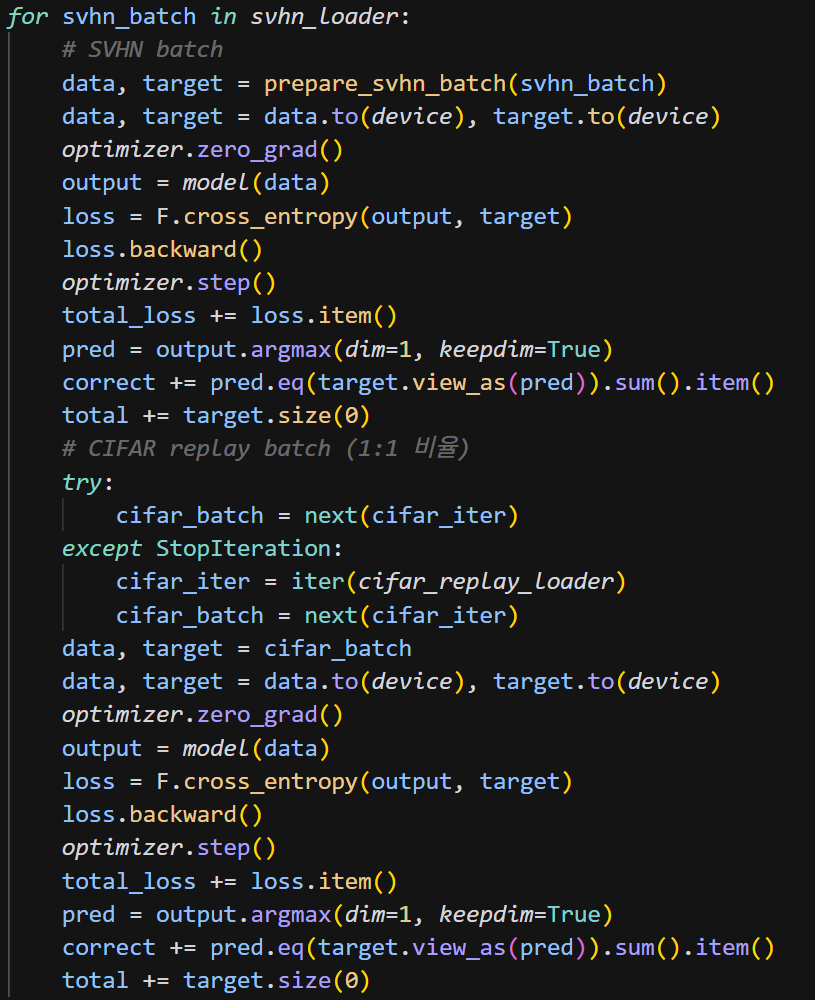 for svhn_batch in svhn_loader:
    # SVHN batch
    data, target = prepare_svhn_batch(svhn_batch)
    data, target = data.to(device), target.to(device)
    optimizer.zero_grad()
    output = model(data)
    loss = F.cross_entropy(output, target)
    loss.backward()
    optimizer.step()
    total_loss += loss.item()
    pred = output.argmax(dim=1, keepdim=True)
    correct += pred.eq(target.view_as(pred)).sum().item()
    total += target.size(0)
    # CIFAR replay batch (1:1 비율)
    try:
        cifar_batch = next(cifar_iter)
    except StopIteration:
        cifar_iter = iter(cifar_replay_loader)
        cifar_batch = next(cifar_iter)
    data, target = cifar_batch
    data, target = data.to(device), target.to(device)
    optimizer.zero_grad()
    output = model(data)
    loss = F.cross_entropy(output, target)
    loss.backward()
    optimizer.step()
    total_loss += loss.item()
    pred = output.argmax(dim=1, keepdim=True)
    correct += pred.eq(target.view_as(pred)).sum().item()
    total += target.size(0)